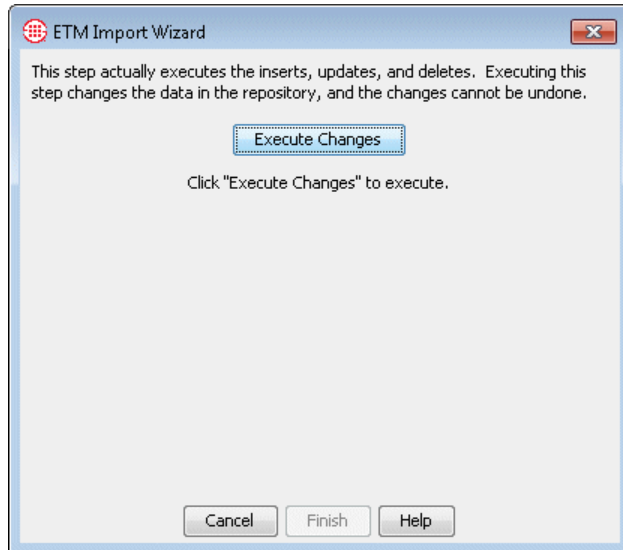 ETM Import Wizard
This step actually executes the inserts, updates, and deletes. Executing this
step changes the data in the repository, and the changes cannot be undone.
Execute Changes
Click "Execute Changes" to execute.
Cancel Finish Help